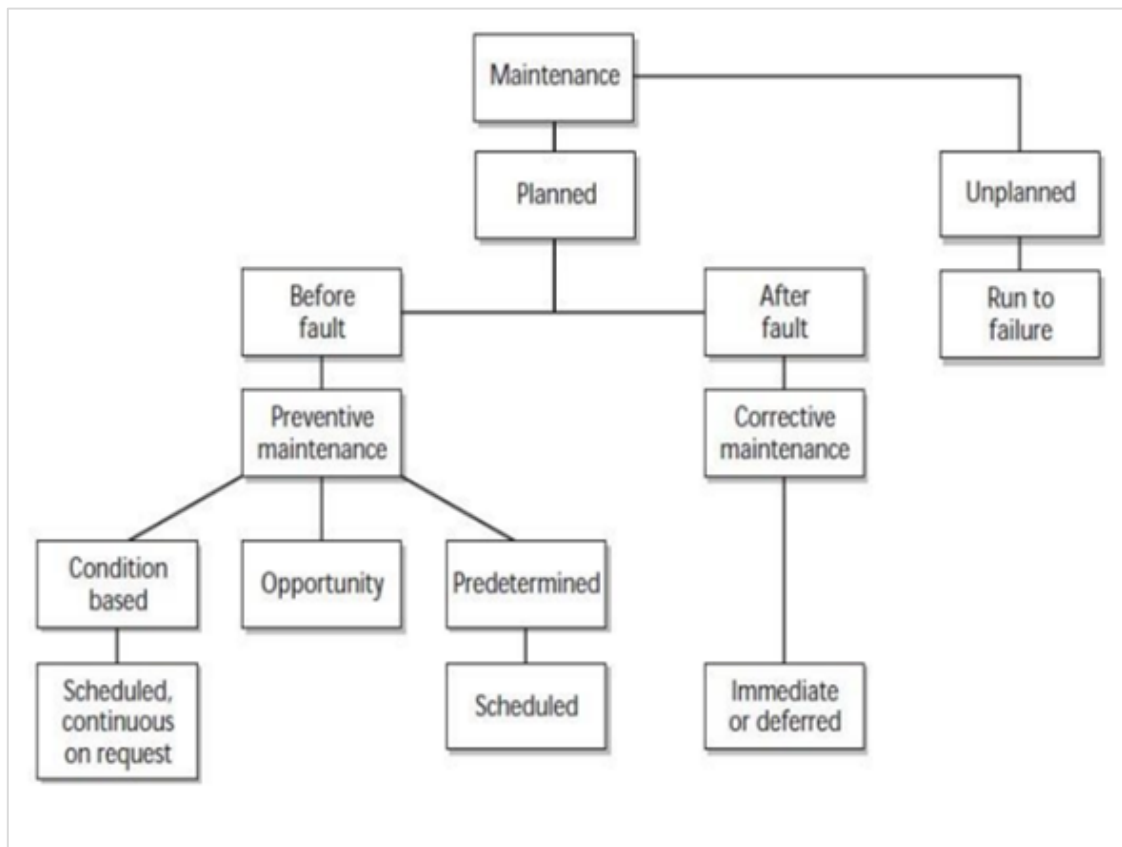 Maintenance
Planned
Unplanned
Before
fault
After
fault
Run to
failure
Preventive
maintenance
Corrective
maintenance
Condition
based
Opportunity
Predetermined
Scheduled,
continuous
on request
Scheduled
Immediate
or deferred